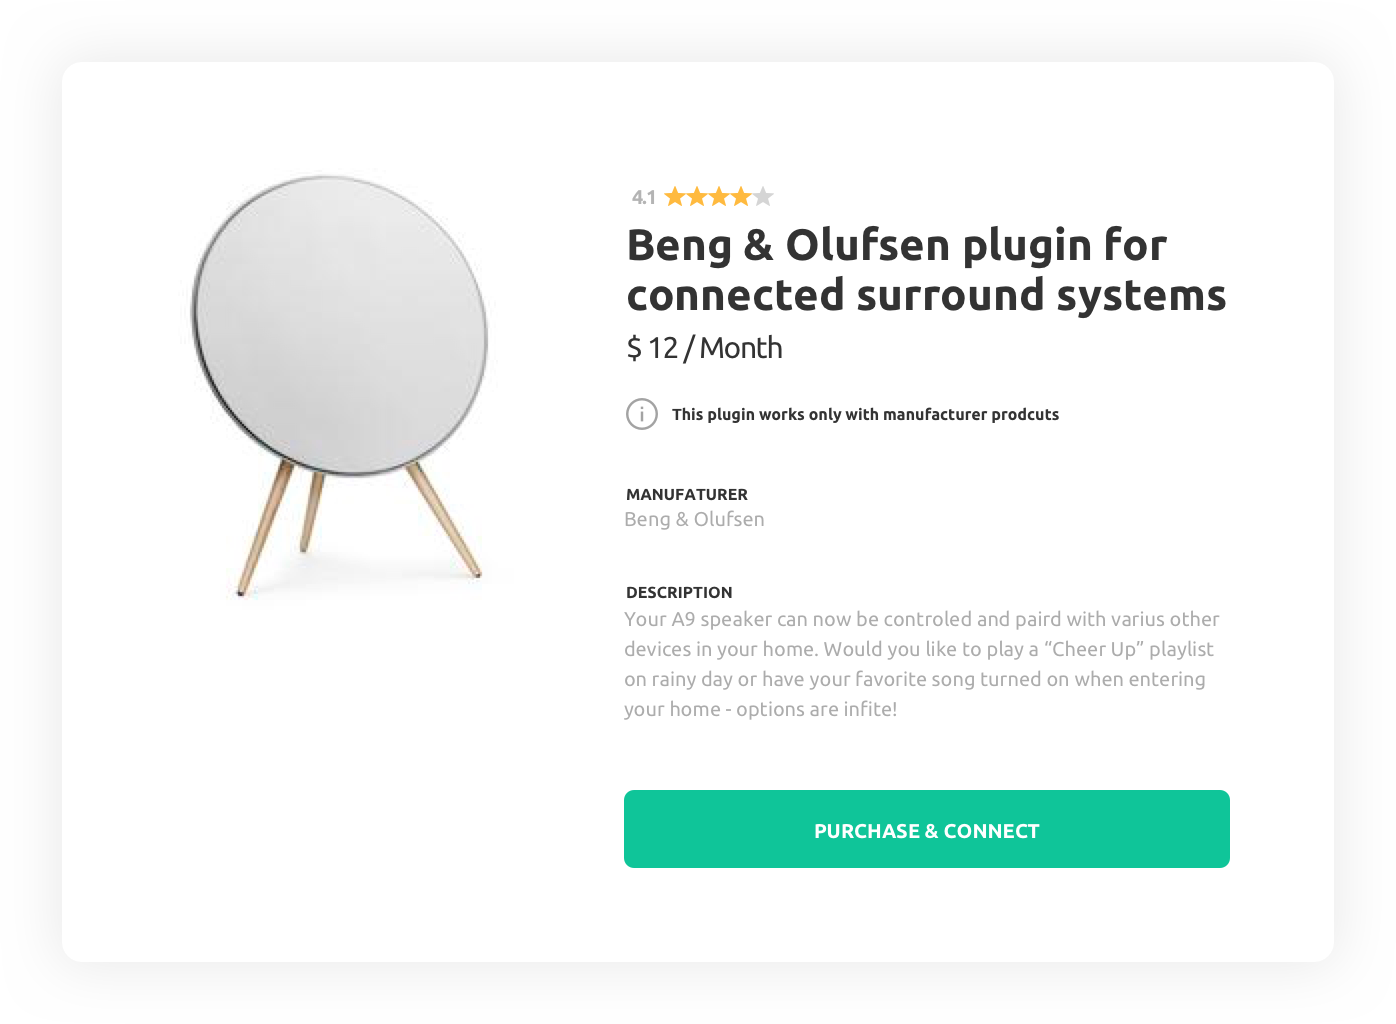 4.1
Beng & Olufsen plugin for
connected surround systems
$ 12 / Month
This plugin works only with manufacturer prodcuts
MANUFATURER
Beng & Olufsen
DESCRIPTION
Your A9 speaker can now be controled and paird with varius other
devices in your home. Would you like to play a “Cheer Up” playlist
on rainy day or have your favorite song turned on when entering
your home - options are infite!
PURCHASE & CONNECT